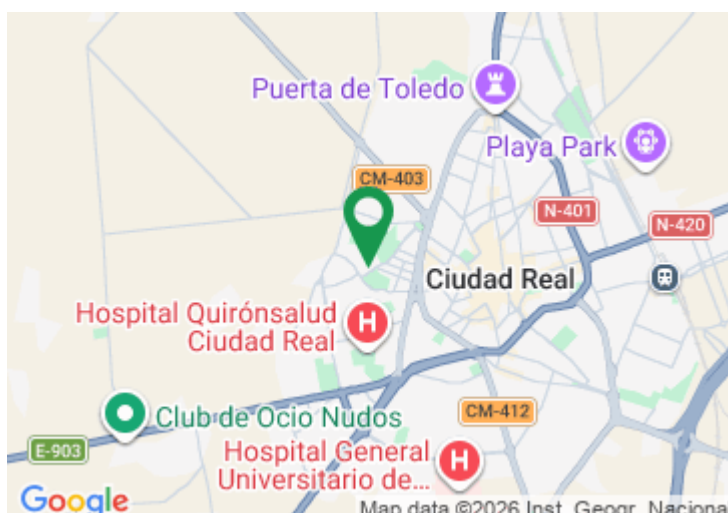 Puerta de Toledo
Playa Park
CM-403
N-401
N-420
Ciudad Real
Hospital Quirónsalud
Ciudad Real
H
Club de Ocio Nudos
CM-412
E-903
Hospital General
Universitario de...
H
Google
Map data ©2026 Inst. Geogr. Naciona